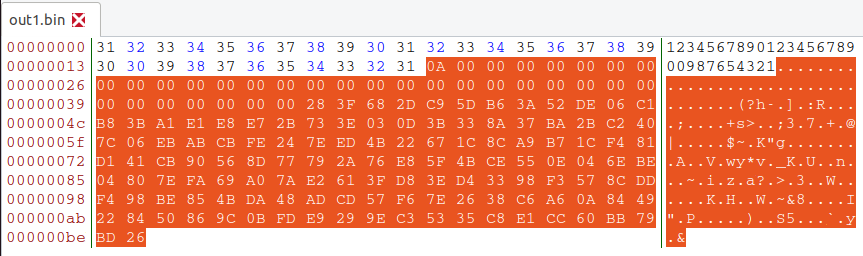 out1.bin
00000000 31 32 33 34 35 36 37 38 39 30 31 32 33 34 35 36 37 38 39 123456789012345678​9
00000013 30 30 39 38 37 36 35 34 33 32 31 0A 00 00 00 00 00 00 00 00987654321........
00000026 00 00 00 00 00 00 00 00 00 00 00 00 00 00 00 00 00 00 00 ...................
00000039 00 00 00 00 00 00 00 28 3F 68 2D C9 5D B6 3A 52 DE 06 C1 .......(?h-.].:R...
0000004c B8 3B A1 E1 E8 E7 2B 73 3E 03 0D 3B 33 8A 37 BA 2B C2 40 .;....+s>..;3.7.+.@
0000005f 7C 06 EB AB CB FE 24 7E ED 4B 22 67 1C 8C A9 B7 1C F4 81 |.....$~.K"g.......
00000072 D1 41 CB 90 56 8D 77 79 2A 76 E8 5F 4B CE 55 0E 04 6E BE .A..V.wy*v._K.U..n.
00000085 04 80 7E FA 69 A0 7A E2 61 3F D8 3E D4 33 98 F3 57 8C DD ..~.i.z.a?.>.3..W..
00000098 F4 98 BE 85 4B DA 48 AD CD 57 F6 7E 26 38 C6 A6 0A 84 49 ....K.H..W.~&8....I
000000ab 22 84 50 86 9C 0B FD E9 29 9E C3 53 35 C8 E1 CC 60 BB 79 ".P.....)..S5...`.y
000000be BD 26 .&